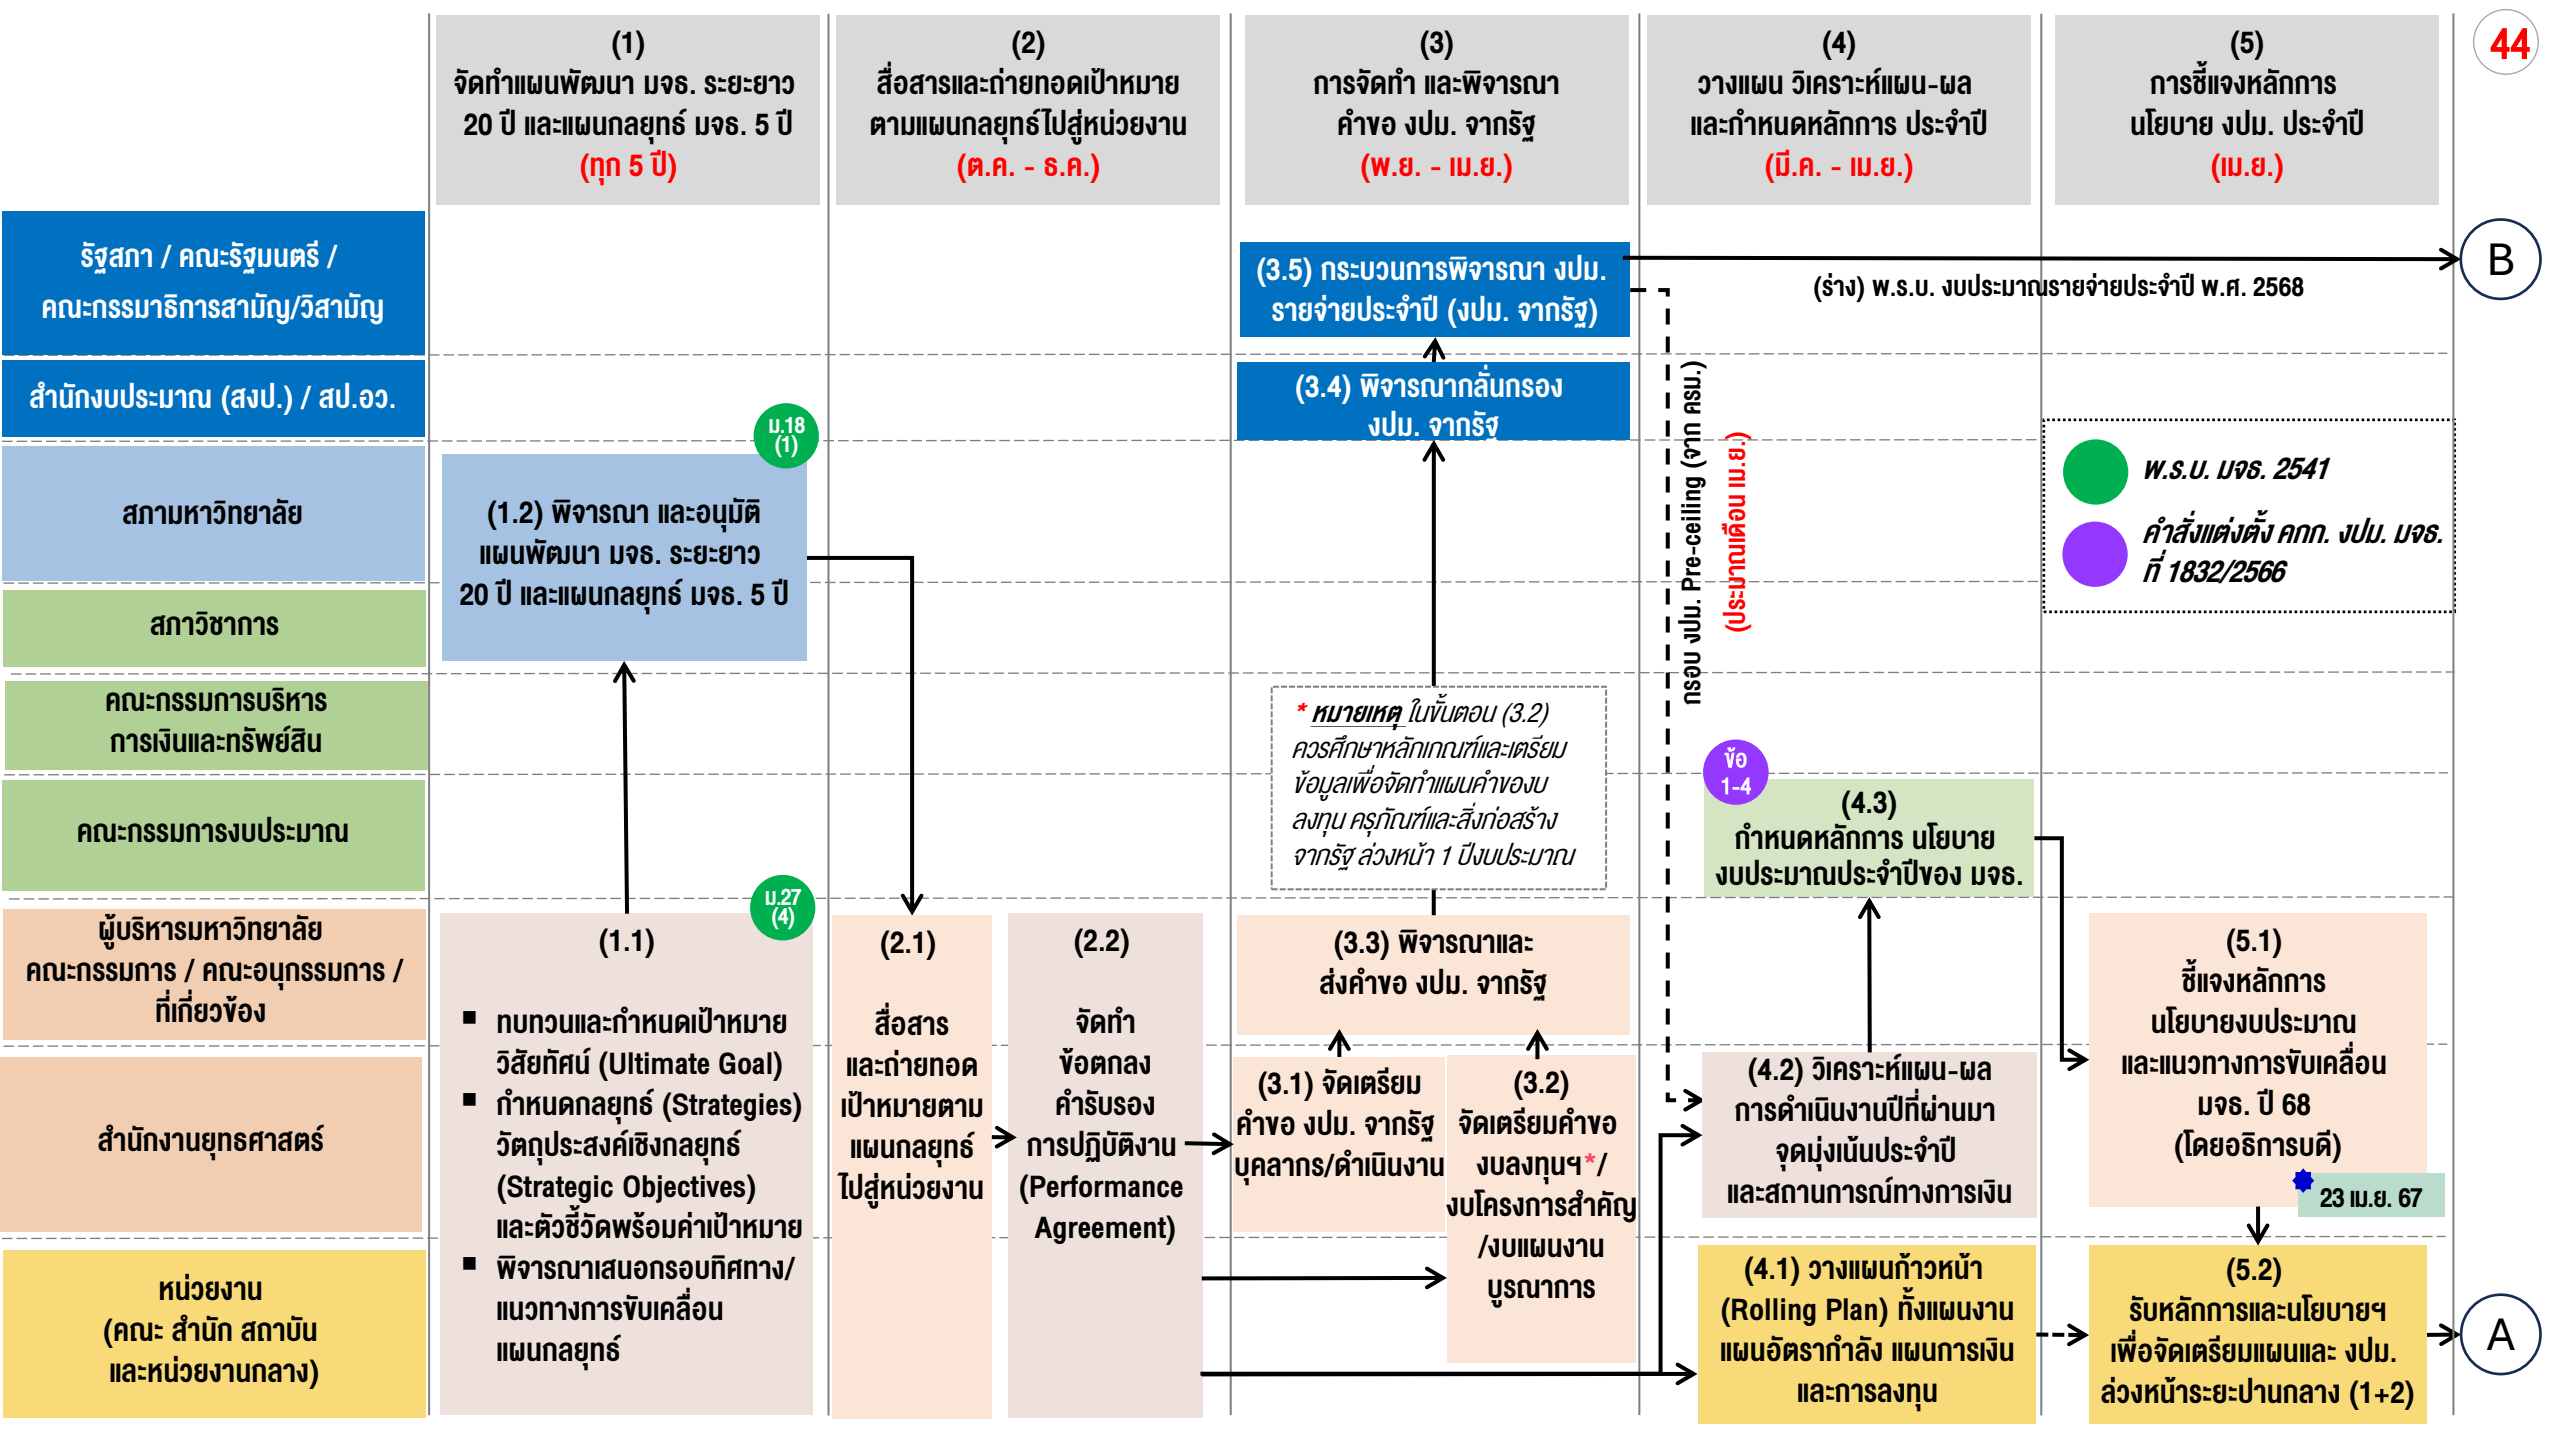 (1)
จัดทำแผนพัฒนา มจธ. ระยะยาว
20 ปี และแผนกลยุทธ์ มจธ. 5 ปี
(ทุก 5 ปี)
(2)
สื่อสารและถ่ายทอดเป้าหมาย
ตามแผนกลยุทธ์ไปสู่หน่วยงาน
(ต.ค. - ธ.ค.)
(3)
การจัดทำ และพิจารณา
คำขอ งปม. จากรัฐ
(พ.ย. - เม.ย.)
(4)
วางแผน วิเคราะห์แผน-ผล
และกำหนดหลักการ ประจำปี
(มี.ค. - เม.ย.)
(5)
การชี้แจงหลักการ
นโยบาย งปม. ประจำปี
(เม.ย.)
44
รัฐสภา / คณะรัฐมนตรี /
คณะกรรมาธิการสามัญ/วิสามัญ
(3.5) กระบวนการพิจารณา งปม.
รายจ่ายประจำปี (งปม. จากรัฐ)
(ร่าง) พ.ร.บ. งบประมาณรายจ่ายประจำปี พ.ศ. 2568
B
สำนักงบประมาณ (สงป.) / สป.อว.
(3.4) พิจารณากลั่นกรอง
งปม. จากรัฐ
กรอบ งปม. Pre-ceiling (จาก ครม.)
(ประมาณเดือน เม.ย.)
พ.ร.บ. มจธ. 2541
คำสั่งแต่งตั้ง คกก. งปม. มจธ.
ที่ 1832/2566
สภามหาวิทยาลัย
ม.18
(1)
(1.2) พิจารณา และอนุมัติ
แผนพัฒนา มจธ. ระยะยาว
20 ปี และแผนกลยุทธ์ มจธ. 5 ปี
สภาวิชาการ
คณะกรรมการบริหาร
การเงินและทรัพย์สิน
* หมายเหตุ ในขั้นตอน (3.2)
ควรศึกษาหลักเกณฑ์และเตรียม
ข้อมูลเพื่อจัดทำแผนคำของบ
ลงทุน ครุภัณฑ์และสิ่งก่อสร้าง
จากรัฐ ล่วงหน้า 1 ปีงบประมาณ
คณะกรรมการงบประมาณ
ข้อ
1-4
(4.3)
กำหนดหลักการ นโยบาย
งบประมาณประจำปีของ มจธ.
ผู้บริหารมหาวิทยาลัย
คณะกรรมการ / คณะอนุกรรมการ /
ที่เกี่ยวข้อง
สำนักงานยุทธศาสตร์
ม.27
(4)
(1.1)
▪ ทบทวนและกำหนดเป้าหมาย
วิสัยทัศน์ (Ultimate Goal)
▪ กำหนดกลยุทธ์ (Strategies)
วัตถุประสงค์เชิงกลยุทธ์
(Strategic Objectives)
และตัวชี้วัดพร้อมค่าเป้าหมาย
▪ พิจารณาเสนอกรอบทิศทาง/
แนวทางการขับเคลื่อน
แผนกลยุทธ์
(2.1)
สื่อสาร
และถ่ายทอด
เป้าหมายตาม
แผนกลยุทธ์
ไปสู่หน่วยงาน
(2.2)
จัดทำ
ข้อตกลง
คำรับรอง
การปฏิบัติงาน
(Performance
Agreement)
(3.3) พิจารณาและ
ส่งคำขอ งปม. จากรัฐ
(3.1) จัดเตรียม
คำขอ งปม. จากรัฐ
บุคลากร/ดำเนินงาน
(3.2)
จัดเตรียมคำขอ
งบลงทุนฯ*/
งบโครงการสำคัญ
/งบแผนงาน
บูรณาการ
(4.2) วิเคราะห์แผน-ผล
การดำเนินงานปีที่ผ่านมา
จุดมุ่งเน้นประจำปี
และสถานการณ์ทางการเงิน
(5.1)
ชี้แจงหลักการ
นโยบายงบประมาณ
และแนวทางการขับเคลื่อน
มจธ. ปี 68
(โดยอธิการบดี)
23 เม.ย. 67
หน่วยงาน
(คณะ สำนัก สถาบัน
และหน่วยงานกลาง)
(4.1) วางแผนก้าวหน้า
(Rolling Plan) ทั้งแผนงาน
แผนอัตรากำลัง แผนการเงิน
และการลงทุน
(5.2)
รับหลักการและนโยบายฯ
เพื่อจัดเตรียมแผนและ งปม.
ล่วงหน้าระยะปานกลาง (1+2)
A